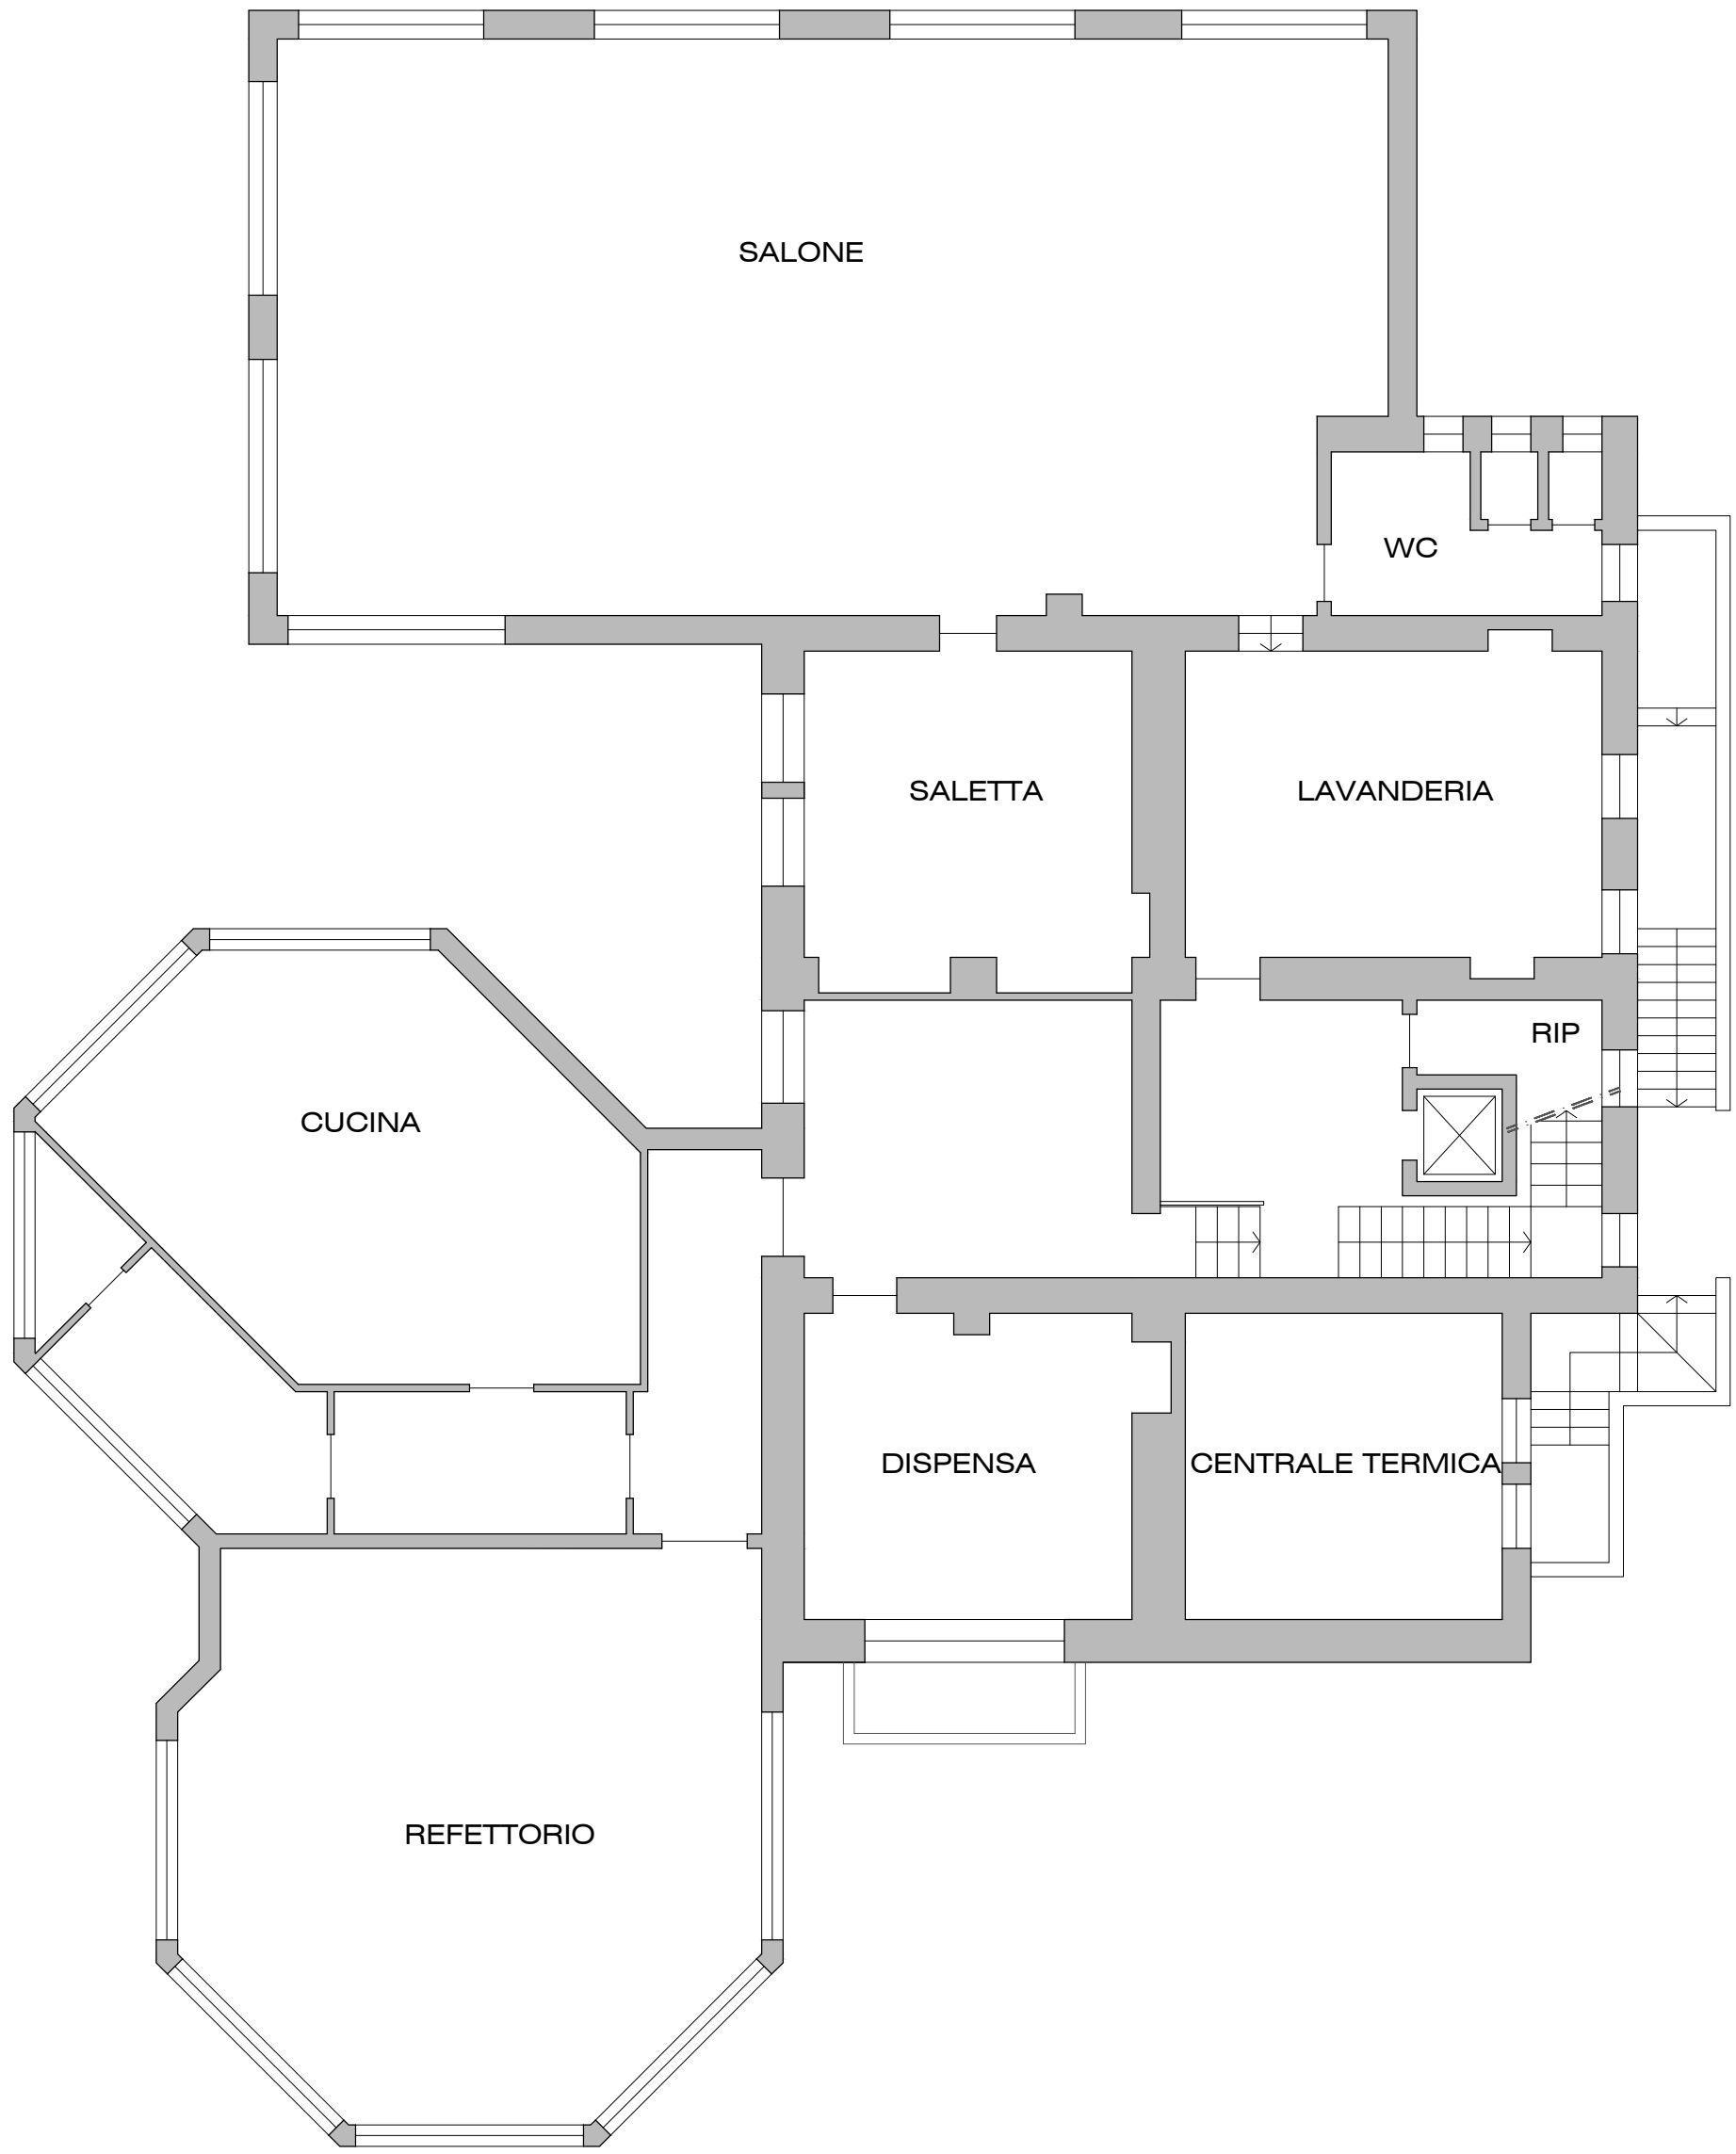 SALONE
WC
SALETTA
LAVANDERIA
RIP
CUCINA
DISPENSA
CENTRALE TERMICA
REFETTORIO